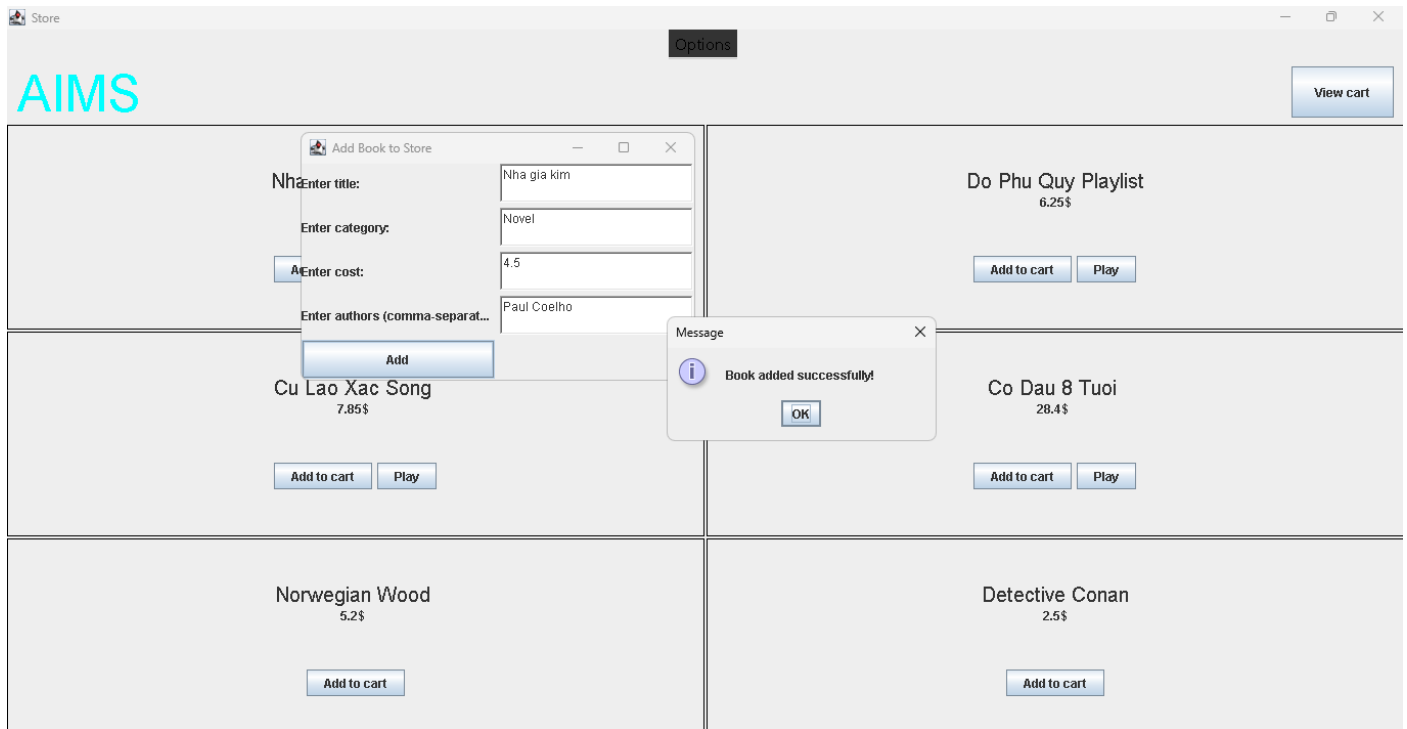 Store
Options
AIMS
View cart
Add Book to Store
Nha
Enter title:
Nha gia kim
Do Phu Quy Playlist
6.25$
Enter category:
Novel
Enter cost:
4.5
Add to cart
Play
Enter authors (comma-separat...
Paul Coelho
Message
Add
Book added successfully!
OK
Cu Lao Xac Song
7.85$
Co Dau 8 Tuoi
28.4$
Add to cart
Play
Add to cart
Play
Norwegian Wood
5.2$
Detective Conan
2.5$
Add to cart
Add to cart